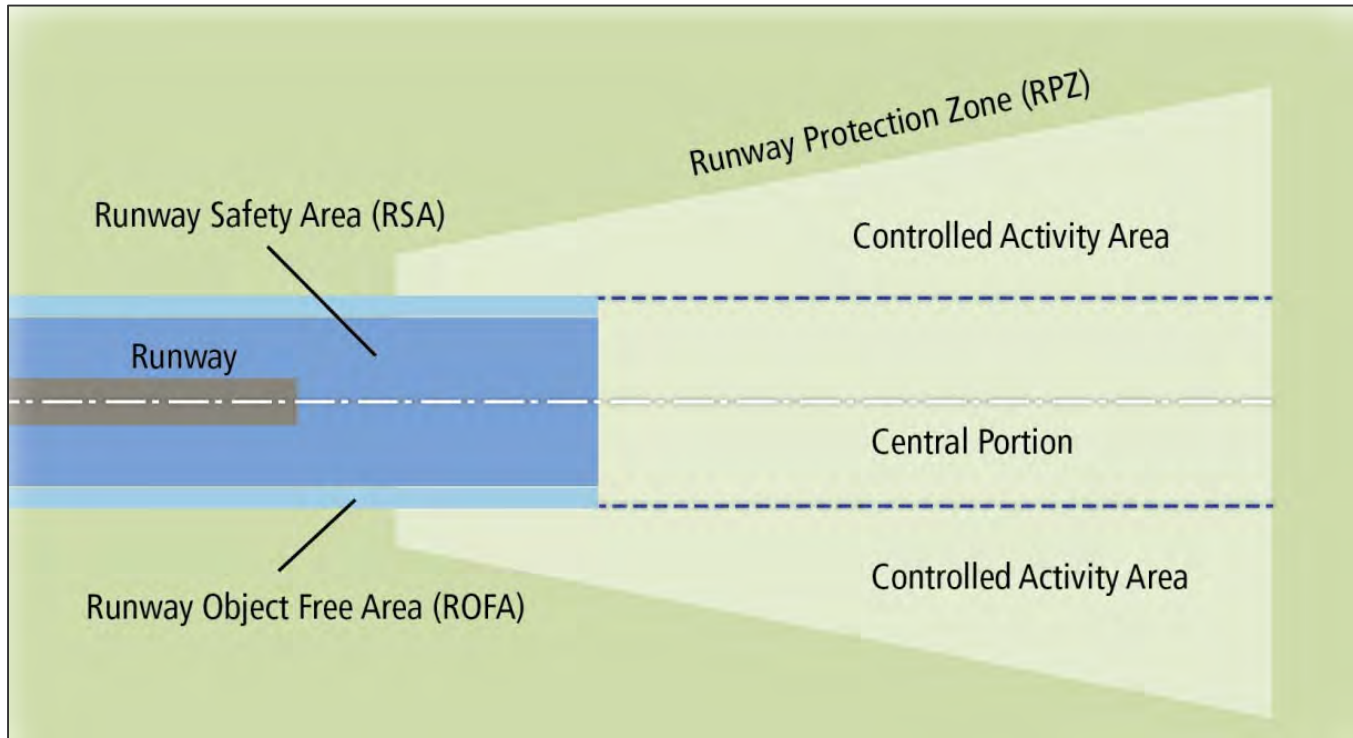 Runway Protection Zone (RPZ)
Runway Safety Area (RSA)
Controlled Activity Area
Runway
Central Portion
Controlled Activity Area
Runway Object Free Area (ROFA)